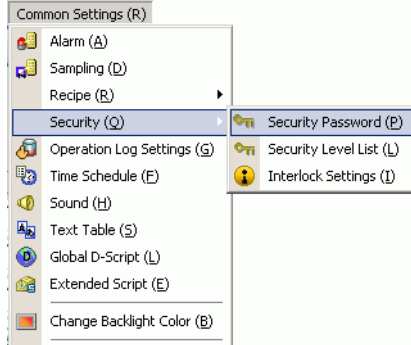 Common Settings (R)
Alarm (A)
Sampling (D)
Recipe (R)
Security (Q)
Security Password (P)
Operation Log Settings (G)
Security Level List (L)
Time Schedule (F)
Interlock Settings (I)
Sound (H)
Text Table (S)
Global D-Script (L)
Extended Script (E)
Change Backlight Color (B)